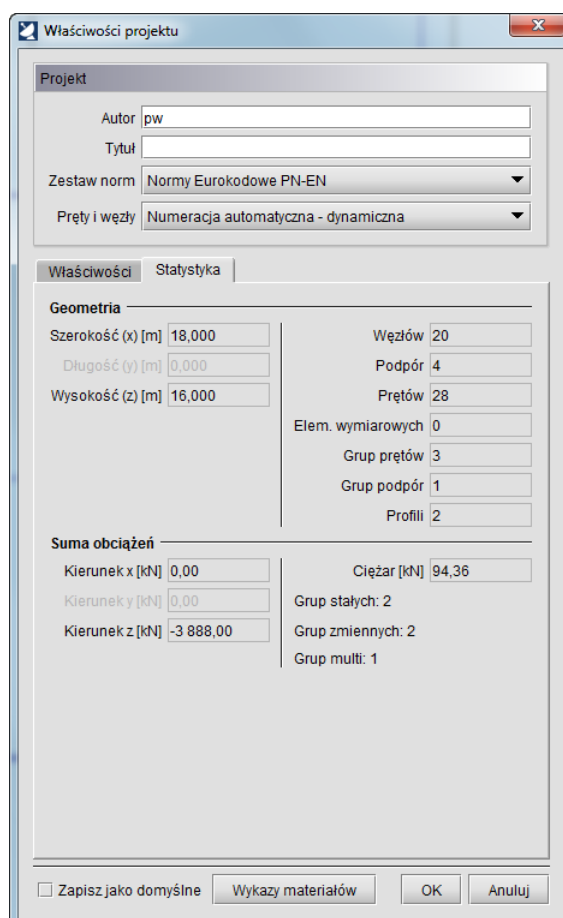 Właściwości projektu
Projekt
Autor pw
Tytuł
Zestaw norm Normy Eurokodowe PN-EN
Pręty i węzły Numeracja automatyczna - dynamiczna
Właściwości Statystyka
Geometria
Szerokość (x) [m] 18,000
Długość (y) [m] 0,000
Wysokość (z) [m] 16,000
Węzłów 20
Podpór 4
Prętów 28
Elem. wymiarowych 0
Grup prętów 3
Grup podpór 1
Profili 2
Suma obciążeń
Kierunek x [kN] 0,00
Kierunek y [kN] 0,00
Kierunek z [kN] -3 888,00
Ciężar [kN] 94,36
Grup stałych: 2
Grup zmiennych: 2
Grup multi: 1
Zapisz jako domyślne Wykazy materiałów OK Anuluj